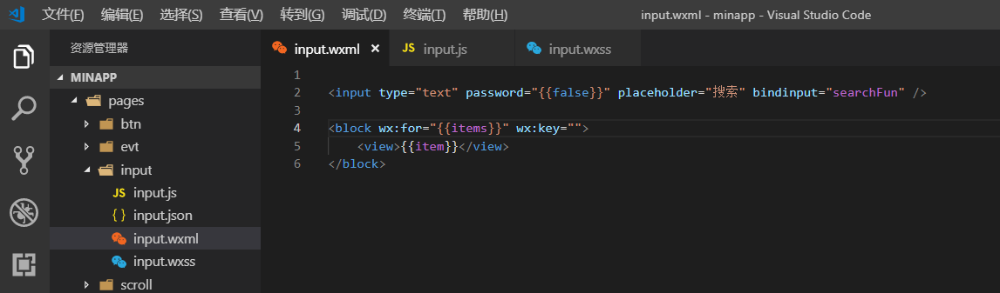 文件(F) 编辑(E) 选择(S) 查看(V) 转到(G) 调试(D) 终端(T) 帮助(H) input.wxml - minapp - Visual Studio Code
资源管理器
MINAPP
pages
btn
evt
input
JS input.js
{ } input.json
input.wxml
input.wxss
scroll
input.wxml × JS input.js input.wxss
1
2 <input type="text" password="{{false}}" placeholder="搜索" bindinput="searchFun" />
3
4 <block wx:for="{{items}}" wx:key="">
5 <view>{{item}}</view>
6 </block>